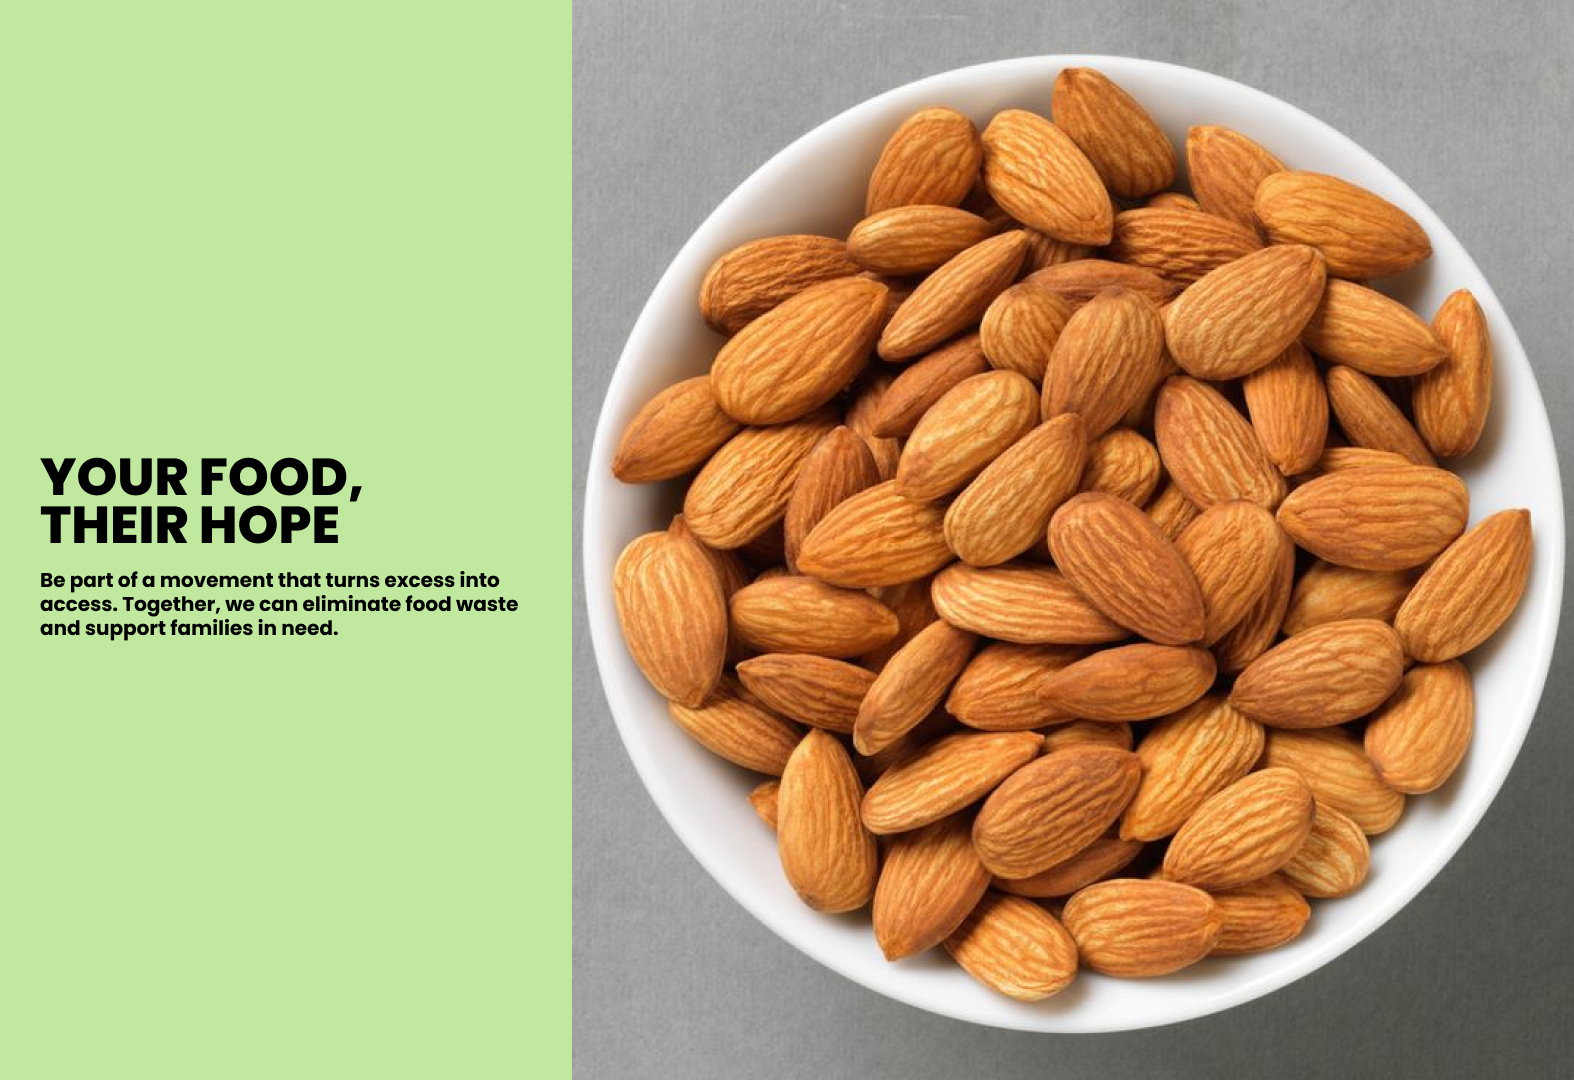 YOUR FOOD,
THEIR HOPE
Be part of a movement that turns excess into
access. Together, we can eliminate food waste
and support families in need.